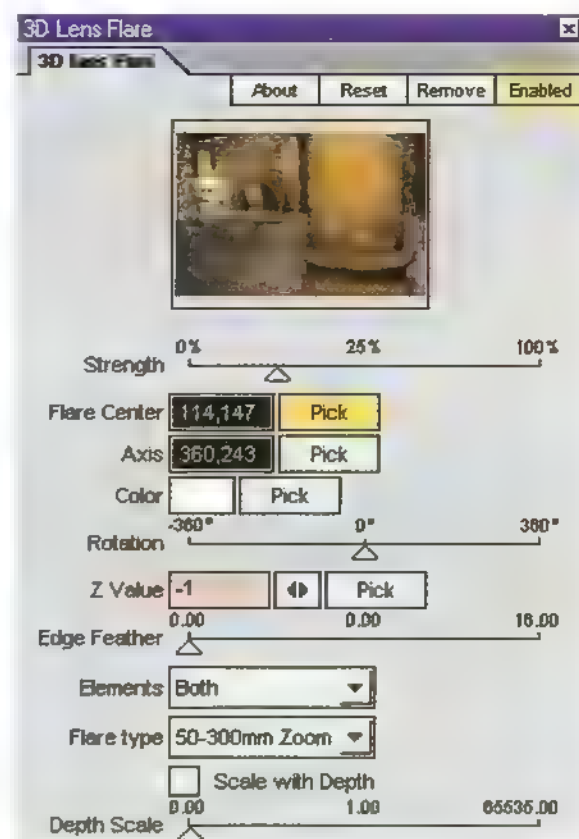 3D Lens Flare
3D
About Reset Remove Enabled
0% 25% 100%
Strength
Flare Center 114,147 Pick
Axis 360,243 Pick
Color Pick
-360° 0° 360°
Rotation
Z Value -1 Pick
0.00 0.00 16.00
Edge Feather
Elements Both
Flare type 50-300mm Zoom
Scale with Depth
0.00 1.00 65535.00
Depth Scale